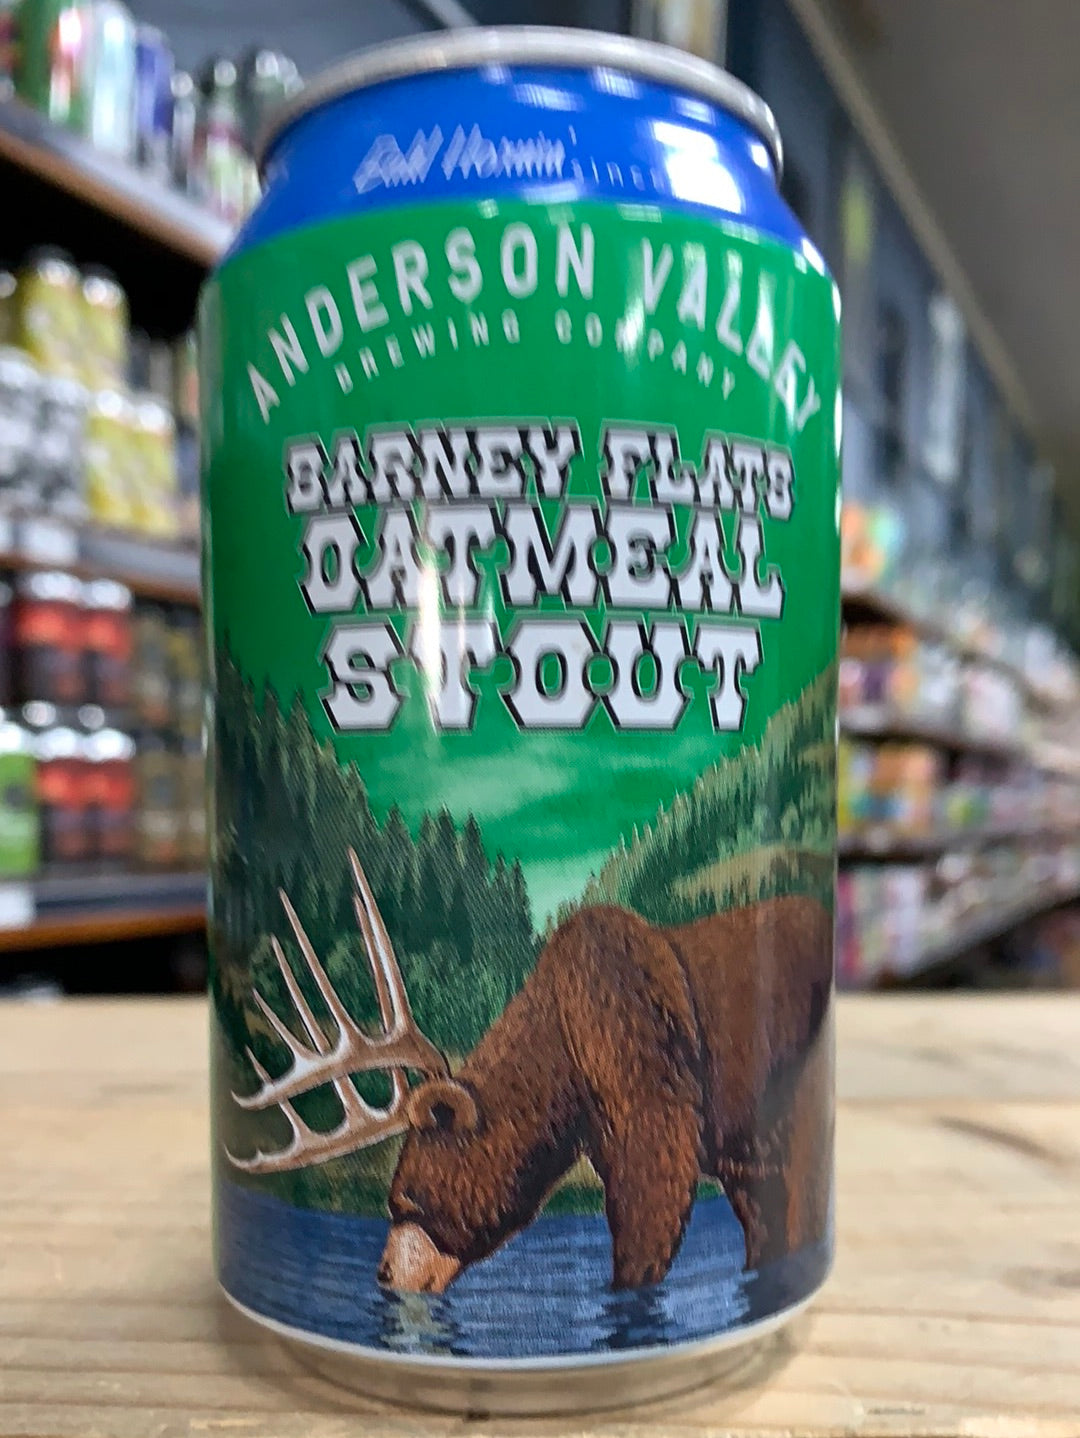 ANDERSON VALLEY
BREWING COMPANY
BARNEY FLATS
OATMEAL
STOUT